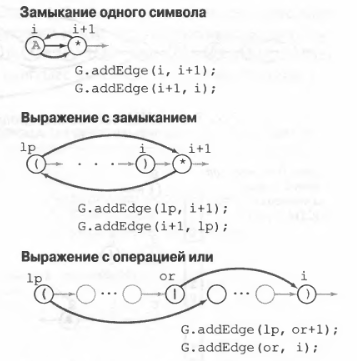 Замыкание одного символа
i i+1
A *
G.addEdge(i, i+1);
G.addEdge(i+1, i);
Выражение с замыканием
lp i i+1
( . . . ) *
G.addEdge(lp, i+1);
G.addEdge(i+1, lp);
Выражение с операцией или
lp or i
( ... | ... )
G.addEdge(lp, or+1);
G.addEdge(or, i);